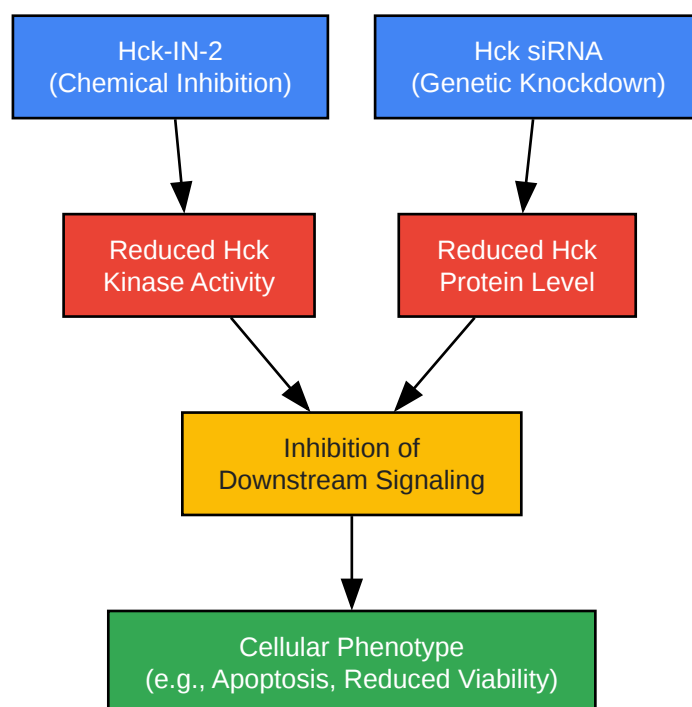 Hck-IN-2
(Chemical Inhibition)
Hck siRNA
(Genetic Knockdown)
Reduced Hck
Kinase Activity
Reduced Hck
Protein Level
Inhibition of
Downstream Signaling
Cellular Phenotype
(e.g., Apoptosis, Reduced Viability)